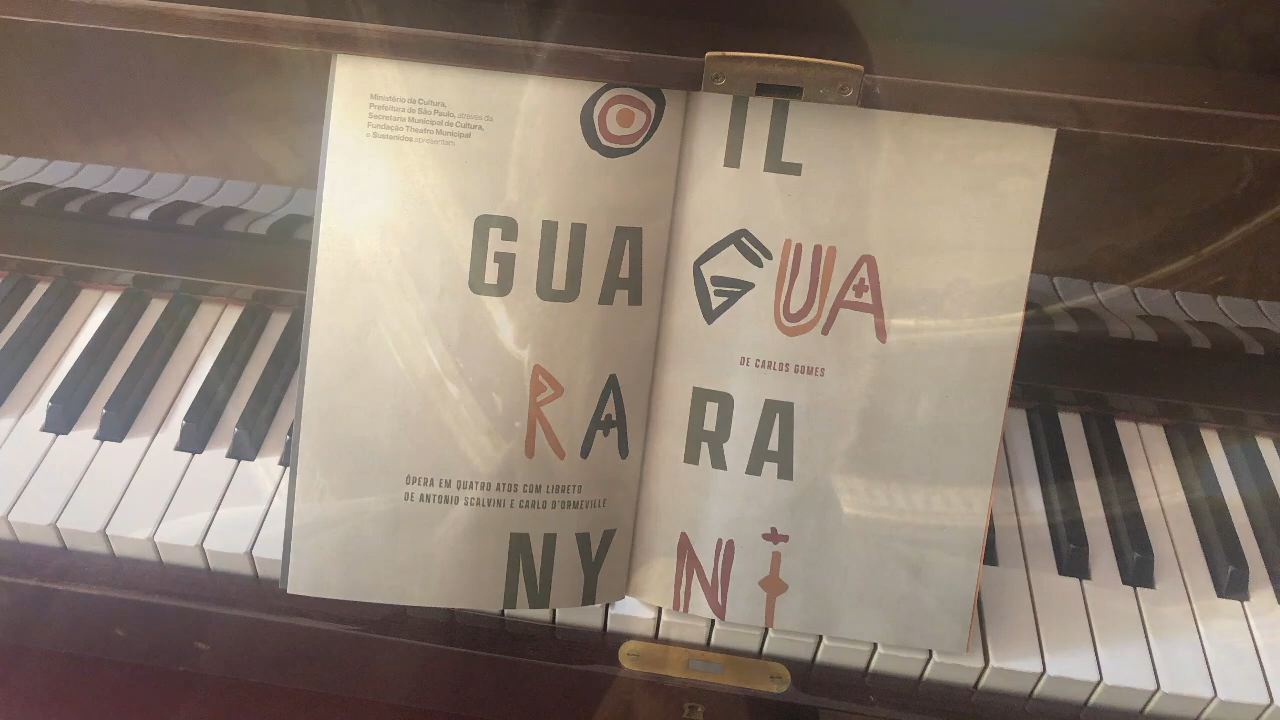 Ministério da Cultura,
Prefeitura de São Paulo, através da
Secretaria Municipal de Cultura,
Fundação Theatro Municipal
e Sustenidos apresentam
O
GUA
RA
ÓPERA EM QUATRO ATOS COM LIBRETO
DE ANTONIO SCALVINI E CARLO D'ORMEVILLE
NY
IL
GUA
DE CARLOS GOMES
RA
Ni